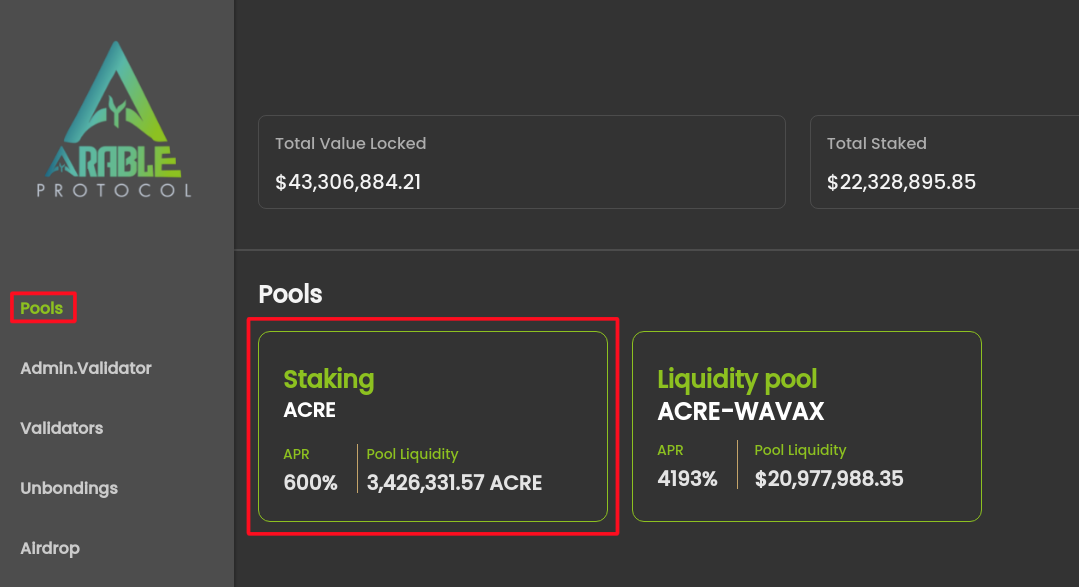 ARABLE
PROTOCOL
Pools
Admin.Validator
Validators
Unbondings
Airdrop
Total Value Locked
$43,306,884.21
Total Staked
$22,328,895.85
Pools
Staking
ACRE
APR
600%
Pool Liquidity
3,426,331.57 ACRE
Liquidity pool
ACRE-WAVAX
APR
4193%
Pool Liquidity
$20,977,988.35